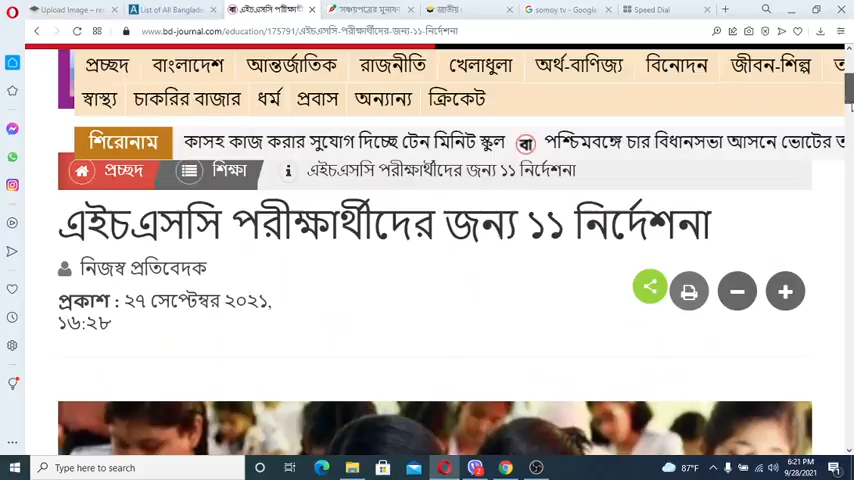 Upload Image – re
List of All Banglade
এইচএসসি পরীক্ষার্থী
সঞ্চয়পত্রের মুনাফ
জাতীয়
somoy tv - Google
Speed Dial
www.bd-journal.com/education/175791/এইচএসসি-পরীক্ষার্থীদের-জন্য-১১-নির্দেশনা
প্রচ্ছদ বাংলাদেশ আন্তর্জাতিক রাজনীতি খেলাধুলা অর্থ-বাণিজ্য বিনোদন জীবন-শিল্প ত
স্বাস্থ্য চাকরির বাজার ধর্ম প্রবাস অন্যান্য ক্রিকেট
শিরোনাম কাসহ কাজ করার সুযোগ দিচ্ছে টেন মিনিট স্কুল বা পশ্চিমবঙ্গে চার বিধানসভা আসনে ভোটের ত
প্রচ্ছদ শিক্ষা এইচএসসি পরীক্ষার্থীদের জন্য ১১ নির্দেশনা
এইচএসসি পরীক্ষার্থীদের জন্য ১১ নির্দেশনা
নিজস্ব প্রতিবেদক
প্রকাশ : ২৭ সেপ্টেম্বর ২০২১,
১৬:২৮
Type here to search
87°F
6:21 PM
9/28/2021